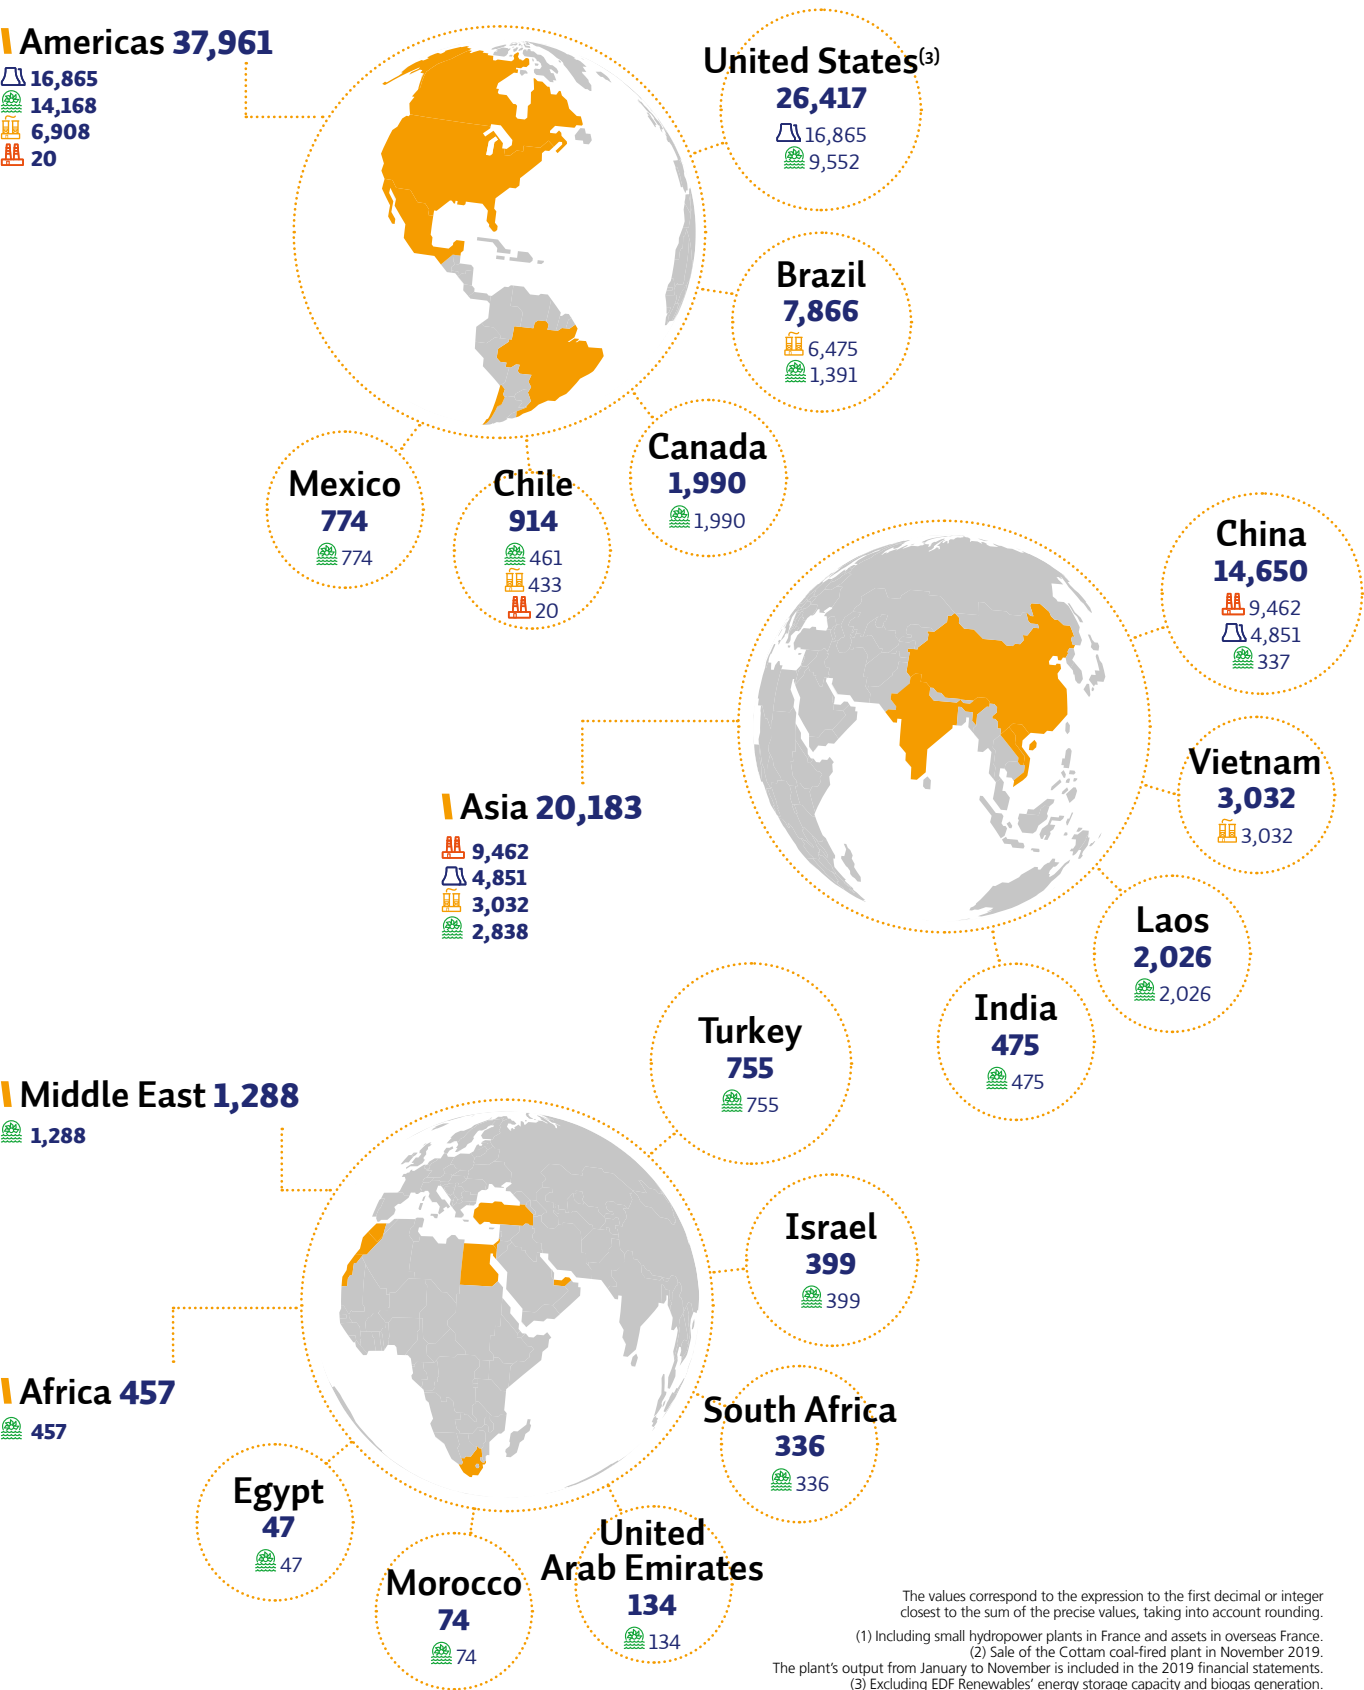 Americas 37,961
16,865
14,168
6,908
20
United States(3)
26,417
16,865
9,552
Brazil
7,866
6,475
1,391
Canada
1,990
1,990
Mexico
774
774
Chile
914
461
433
20
China
14,650
9,462
4,851
337
Asia 20,183
9,462
4,851
3,032
2,838
Vietnam
3,032
3,032
Laos
2,026
2,026
India
475
475
Middle East 1,288
1,288
Turkey
755
755
Israel
399
399
Africa 457
457
South Africa
336
336
Egypt
47
47
Morocco
74
74
United
Arab Emirates
134
134
The values correspond to the expression to the first decimal or integer
closest to the sum of the precise values, taking into account rounding.
(1) Including small hydropower plants in France and assets in overseas France.
(2) Sale of the Cottam coal-fired plant in November 2019.
The plant's output from January to November is included in the 2019 financial statements.
(3) Excluding EDF Renewables' energy storage capacity and biogas generation.